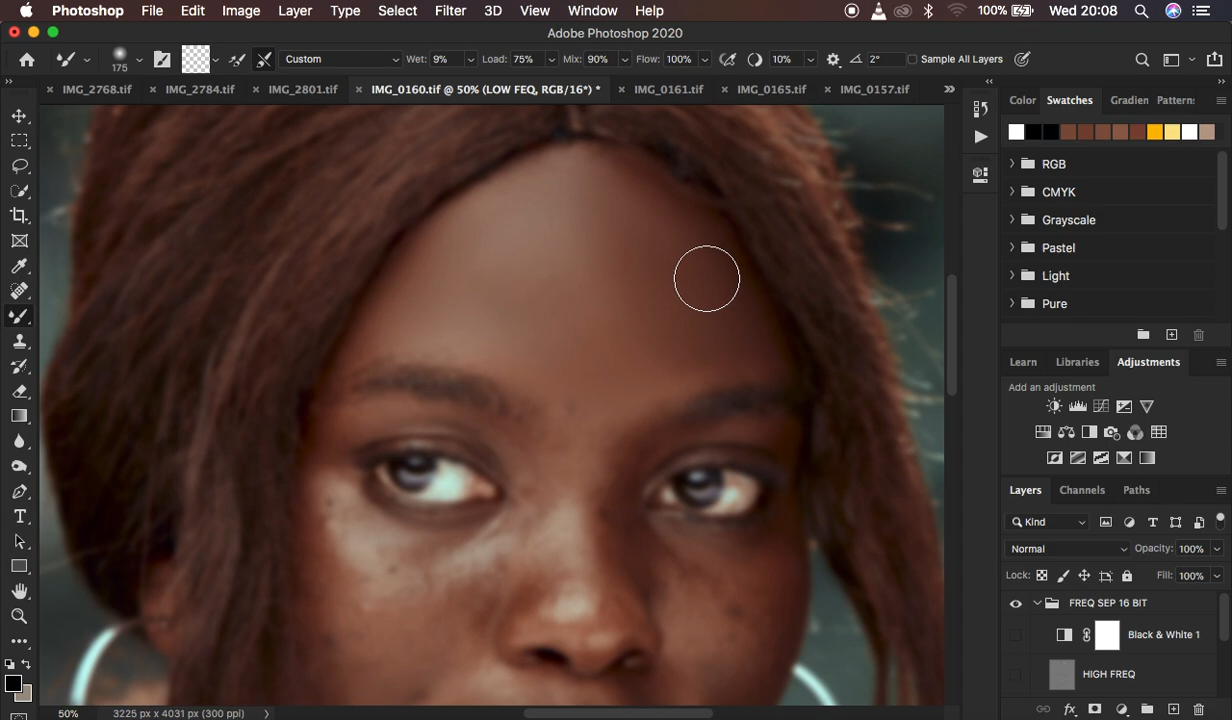 Photoshop File Edit Image Layer Type Select Filter 3D View Window Help 100% Wed 20:08
Adobe Photoshop 2020
175 Custom Wet: 9% Load: 75% Mix: 90% Flow: 100% 10% 2° Sample All Layers
IMG_2768.tif IMG_2784.tif IMG_2801.tif IMG_0160.tif @ 50% (LOW FEQ, RGB/16*) * IMG_0161.tif IMG_0165.tif IMG_0157.tif
Color Swatches Gradien Pattern:
RGB
CMYK
Grayscale
Pastel
Light
Pure
Learn Libraries Adjustments
Add an adjustment
Layers Channels Paths
Kind
Normal Opacity: 100%
Lock: Fill: 100%
FREQ SEP 16 BIT
Black & White 1
HIGH FREQ
50% 3225 px x 4031 px (300 ppi)